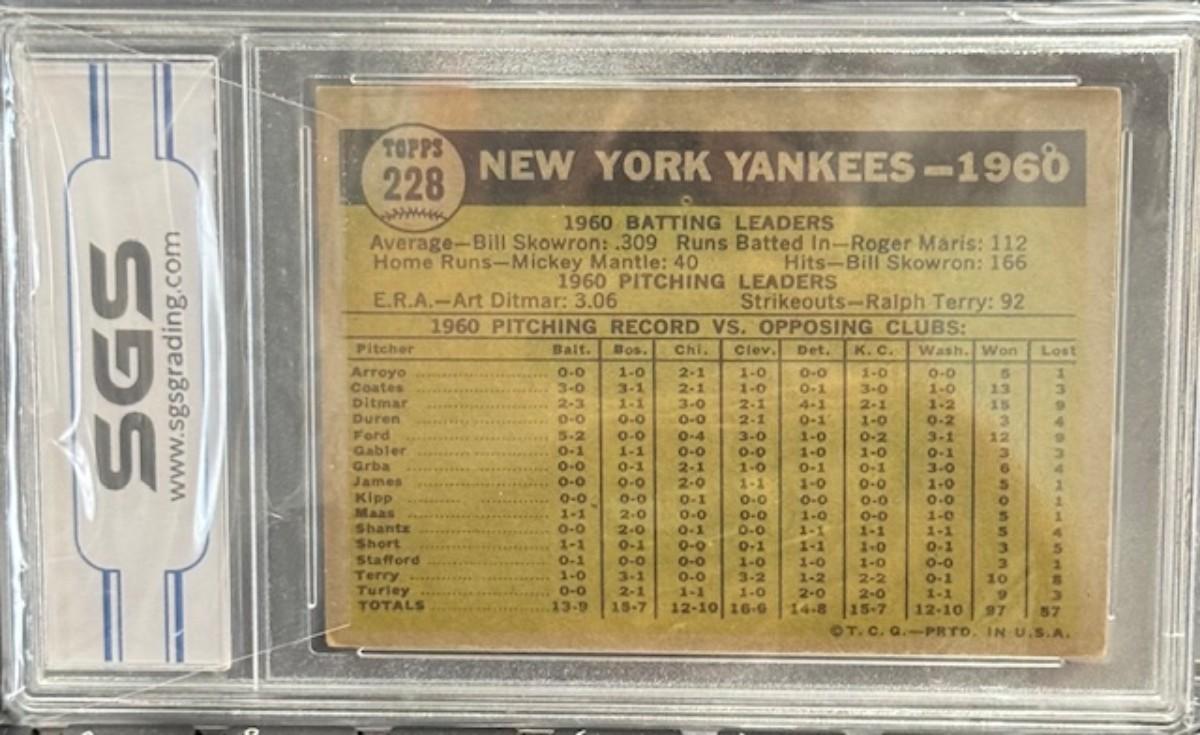 SGS
www.sgsgrading.com
TOPPS
228
NEW YORK YANKEES—1960
1960 BATTING LEADERS
Average—Bill Skowron: .309 Runs Batted In—Roger Maris: 112
Home Runs—Mickey Mantle: 40 Hits—Bill Skowron: 166
1960 PITCHING LEADERS
E.R.A.—Art Ditmar: 3.06 Strikeouts—Ralph Terry: 92
1960 PITCHING RECORD VS. OPPOSING CLUBS:
Pitcher Balt. Bos. Chi. Clev. Det. K. C. Wash. Won Lost
Arroyo 0-0 1-0 2-1 1-0 0-0 1-0 0-0 5 1
Coates 3-0 3-1 2-1 1-0 0-1 3-0 1-0 13 3
Ditmar 2-3 1-1 3-0 2-1 4-1 2-1 1-2 15 9
Duren 0-0 0-0 0-0 2-1 0-1 1-0 0-2 3 4
Ford 5-2 0-0 0-4 3-0 1-0 0-2 3-1 12 9
Gabler 0-1 1-1 0-0 0-0 1-0 1-0 0-1 3 3
Grba 0-0 0-1 2-1 1-0 0-1 0-1 3-0 6 4
James 0-0 0-0 2-0 1-1 1-0 0-0 1-0 5 1
Kipp 0-0 0-0 0-1 0-0 0-0 0-0 0-0 0 1
Maas 1-1 2-0 0-0 0-0 1-0 0-0 1-0 5 1
Shantz 0-0 2-0 0-1 0-0 1-1 1-1 1-1 5 4
Short 1-1 0-1 0-0 0-1 1-1 1-0 0-1 3 5
Stafford 0-1 0-0 0-0 1-0 1-0 1-0 0-0 3 1
Terry 1-0 3-1 0-0 3-2 1-2 2-2 0-1 10 8
Turley 0-0 2-1 1-1 1-0 2-0 2-0 1-1 9 3
TOTALS 13-9 15-7 12-10 16-6 14-8 15-7 12-10 97 57
©T. C. G.—PRTD. IN U.S.A.